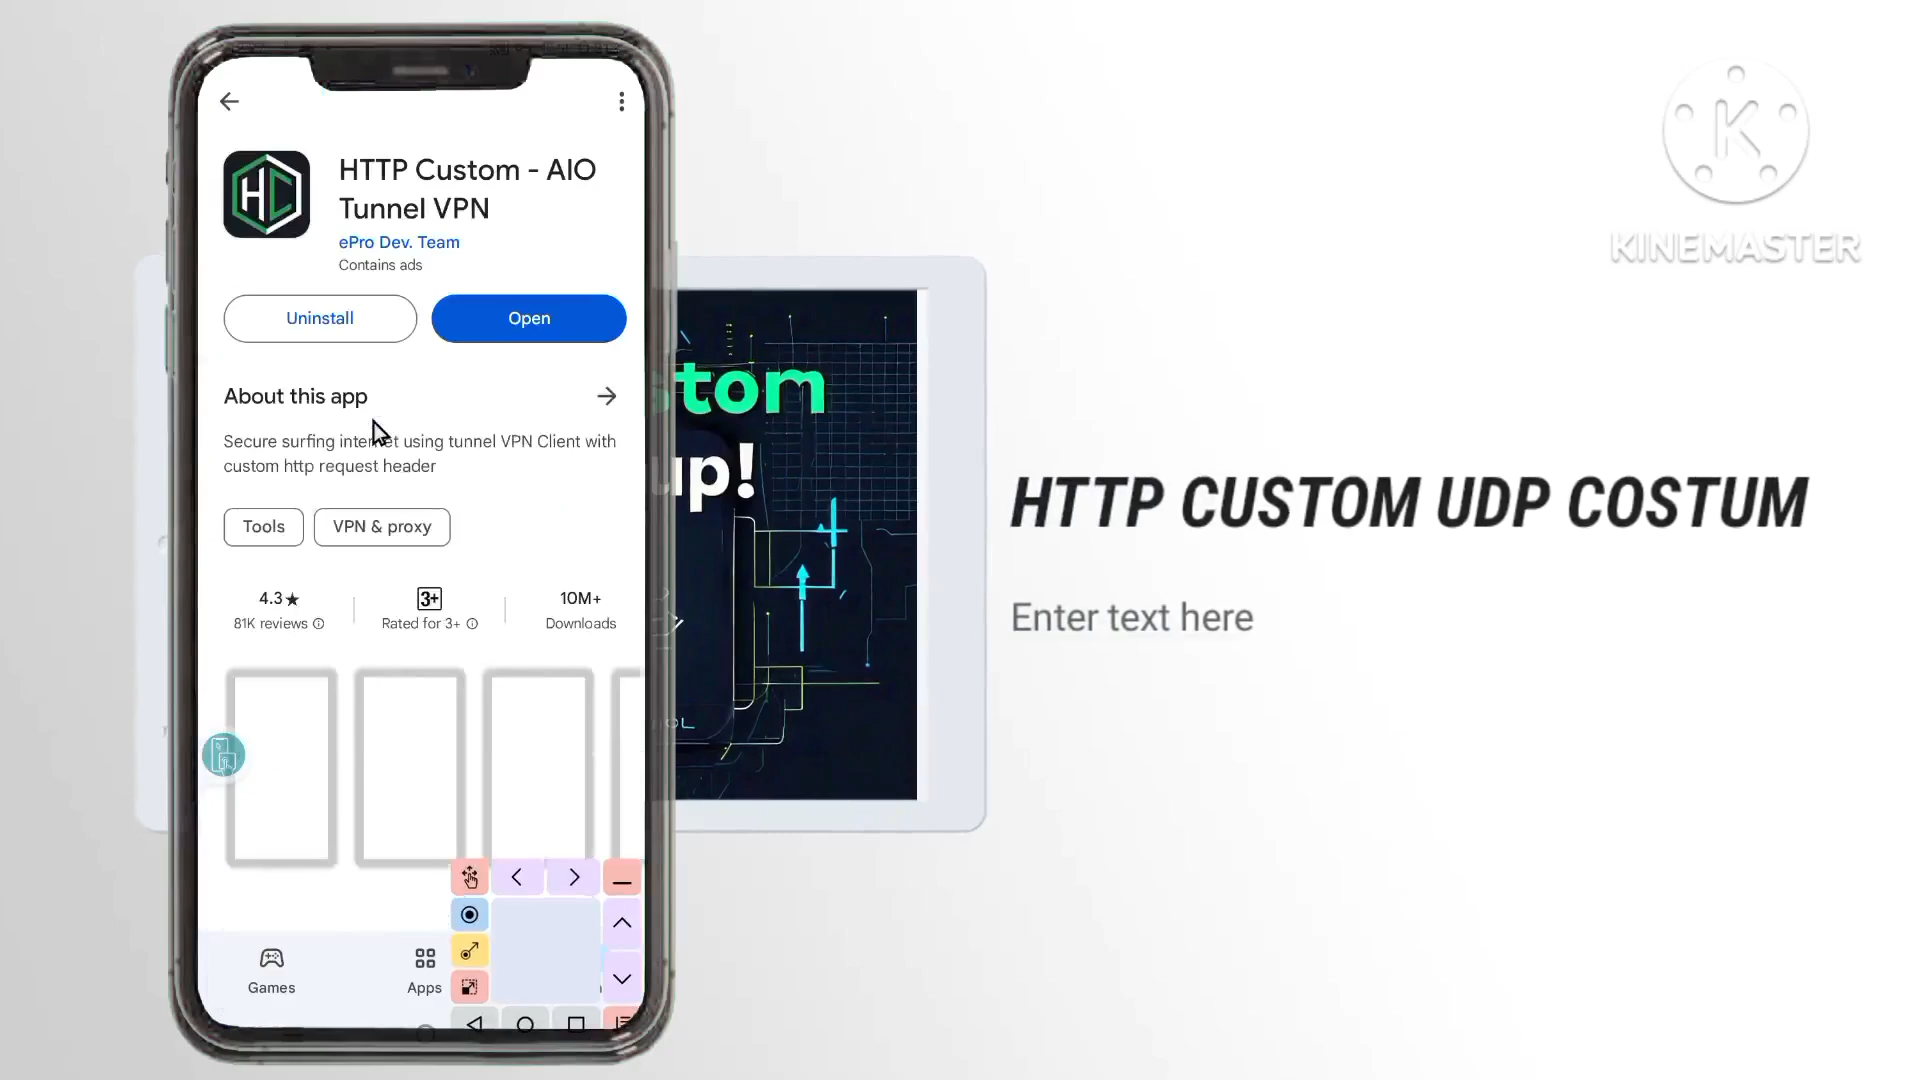 HTTP Custom - AIO
Tunnel VPN
ePro Dev. Team
Contains ads
Uninstall
Open
About this app
Secure surfing internet using tunnel VPN Client with
custom http request header
Tools
VPN & proxy
4.3★
81K reviews
3+
Rated for 3+
10M+
Downloads
Games
Apps
HC
tom
up!
HTTP CUSTOM UDP COSTUM
Enter text here
K
KINEMASTER